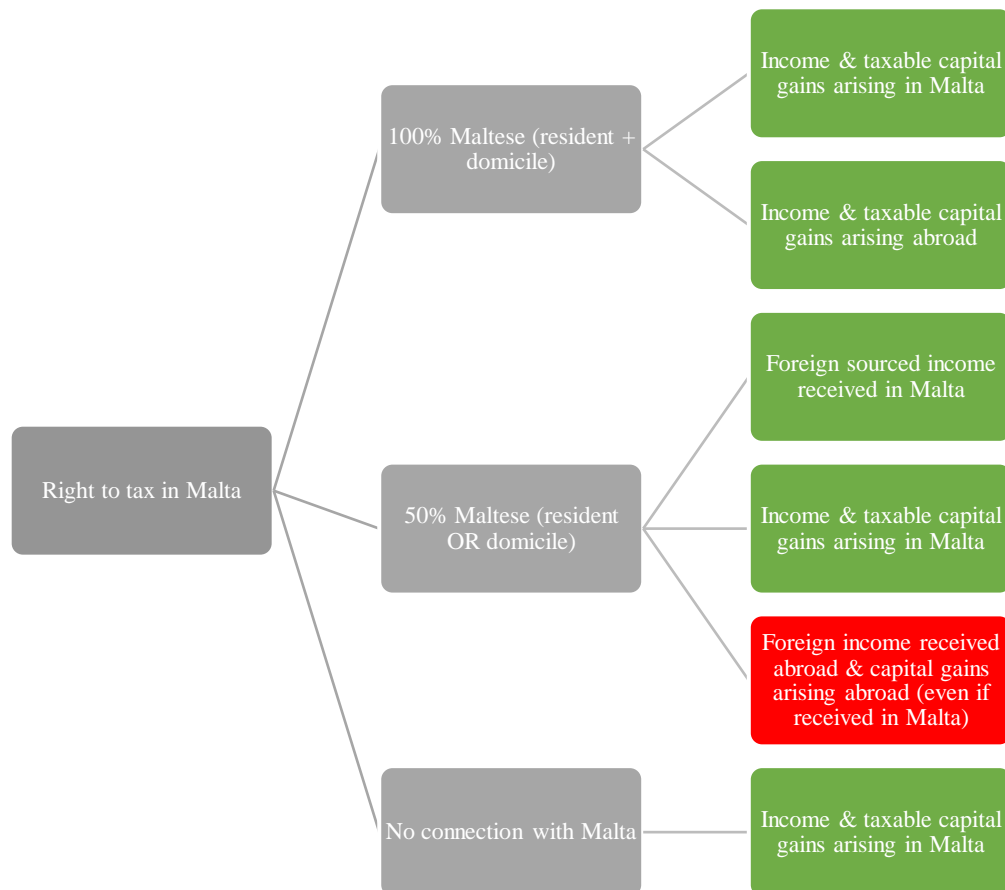 Right to tax in Malta
100% Maltese (resident +
domicile)
Income & taxable capital
gains arising in Malta
Income & taxable capital
gains arising abroad
50% Maltese (resident
OR domicile)
Foreign sourced income
received in Malta
Income & taxable capital
gains arising in Malta
Foreign income received
abroad & capital gains
arising abroad (even if
received in Malta)
No connection with Malta
Income & taxable capital
gains arising in Malta